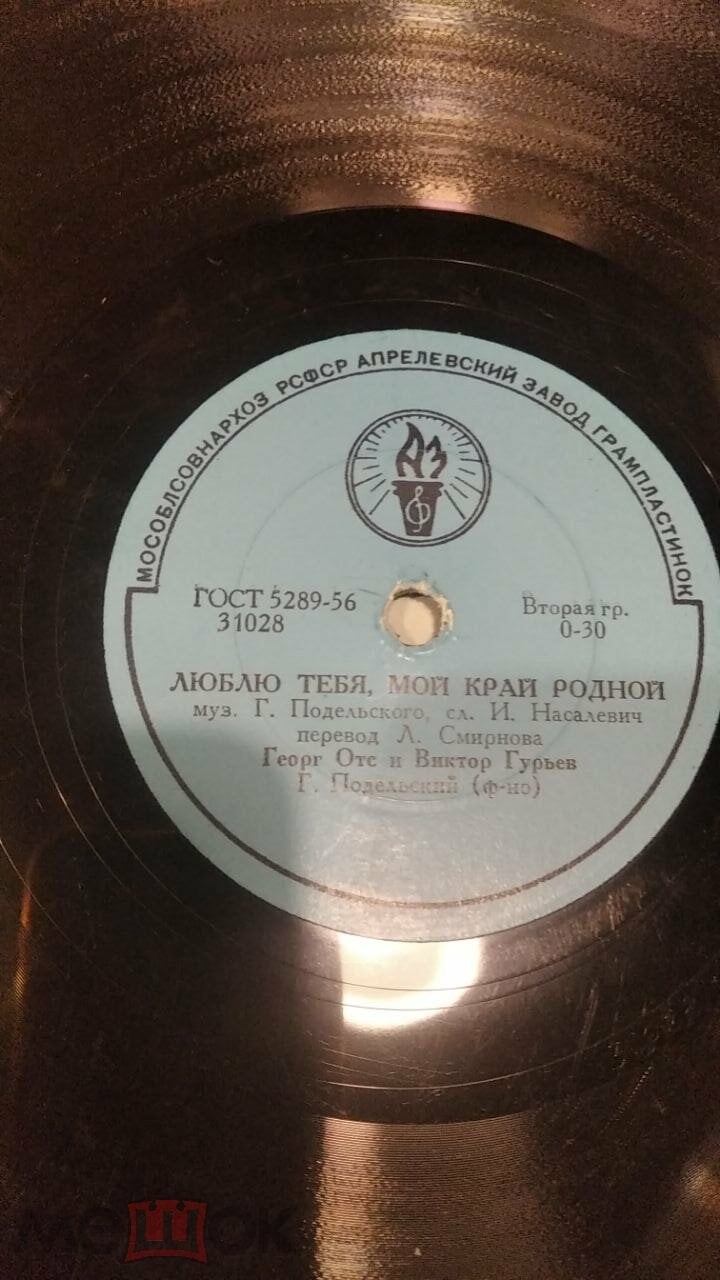 МОСОБЛСОВНАРХОЗ РСФСР АПРЕЛЕВСКИЙ ЗАВОД ГРАМПЛАСТИНОК
АЗ
ГОСТ 5289-56
31028
Вторая гр.
0-30
ЛЮБЛЮ ТЕБЯ, МОЙ КРАЙ РОДНОЙ
муз. Г. Подельского, сл. И. Насалевич
перевод Л. Смирнова
Георг Отс и Виктор Гурьев
Г. Подельский (ф-но)
мешок